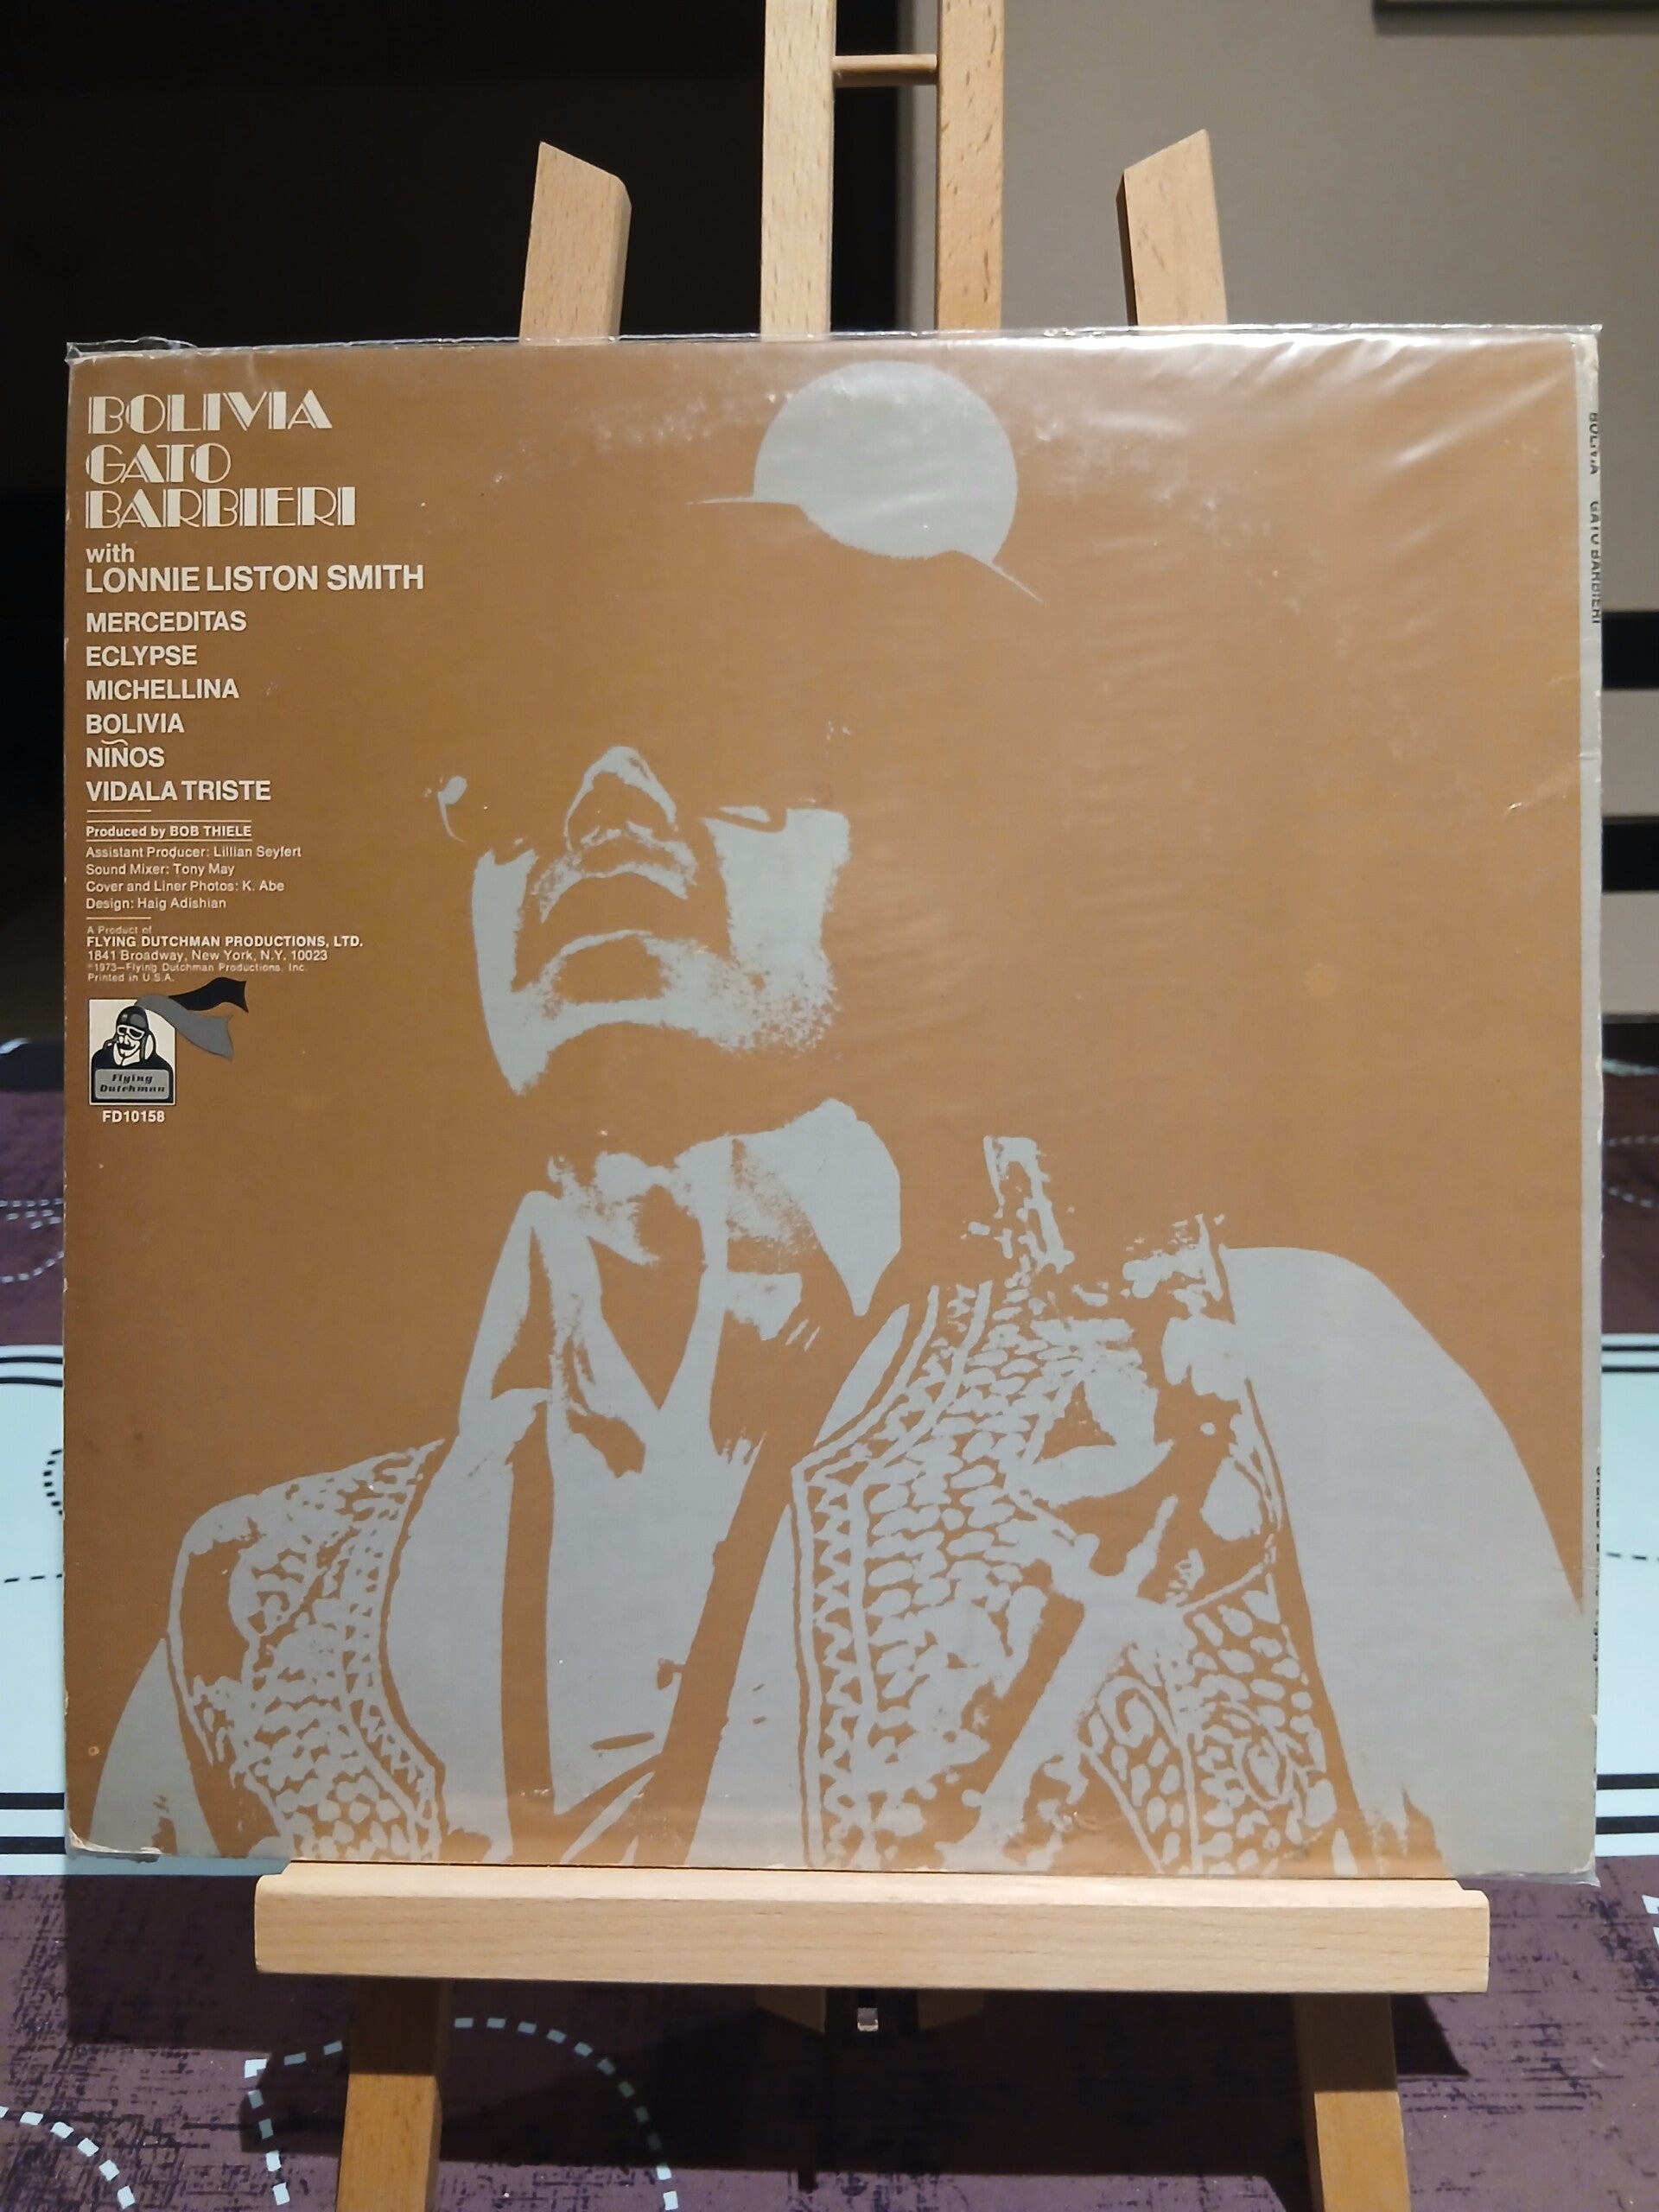 BOLIVIA
GATO
BARBIERI
with
LONNIE LISTON SMITH
MERCEDITAS
ECLYPSE
MICHELLINA
BOLIVIA
NIÑOS
VIDALA TRISTE
Produced by BOB THIELE
Assistant Producer: Lillian Seyfert
Sound Mixer: Tony May
Cover and Liner Photos: K. Abe
Design: Haig Adishian
A Product of
FLYING DUTCHMAN PRODUCTIONS, LTD.
1841 Broadway, New York, N.Y. 10023
℗1973—Flying Dutchman Productions, Inc.
Printed in U.S.A.
Flying
Dutchman
FD10158
BOLIVIA GATO BARBIERI